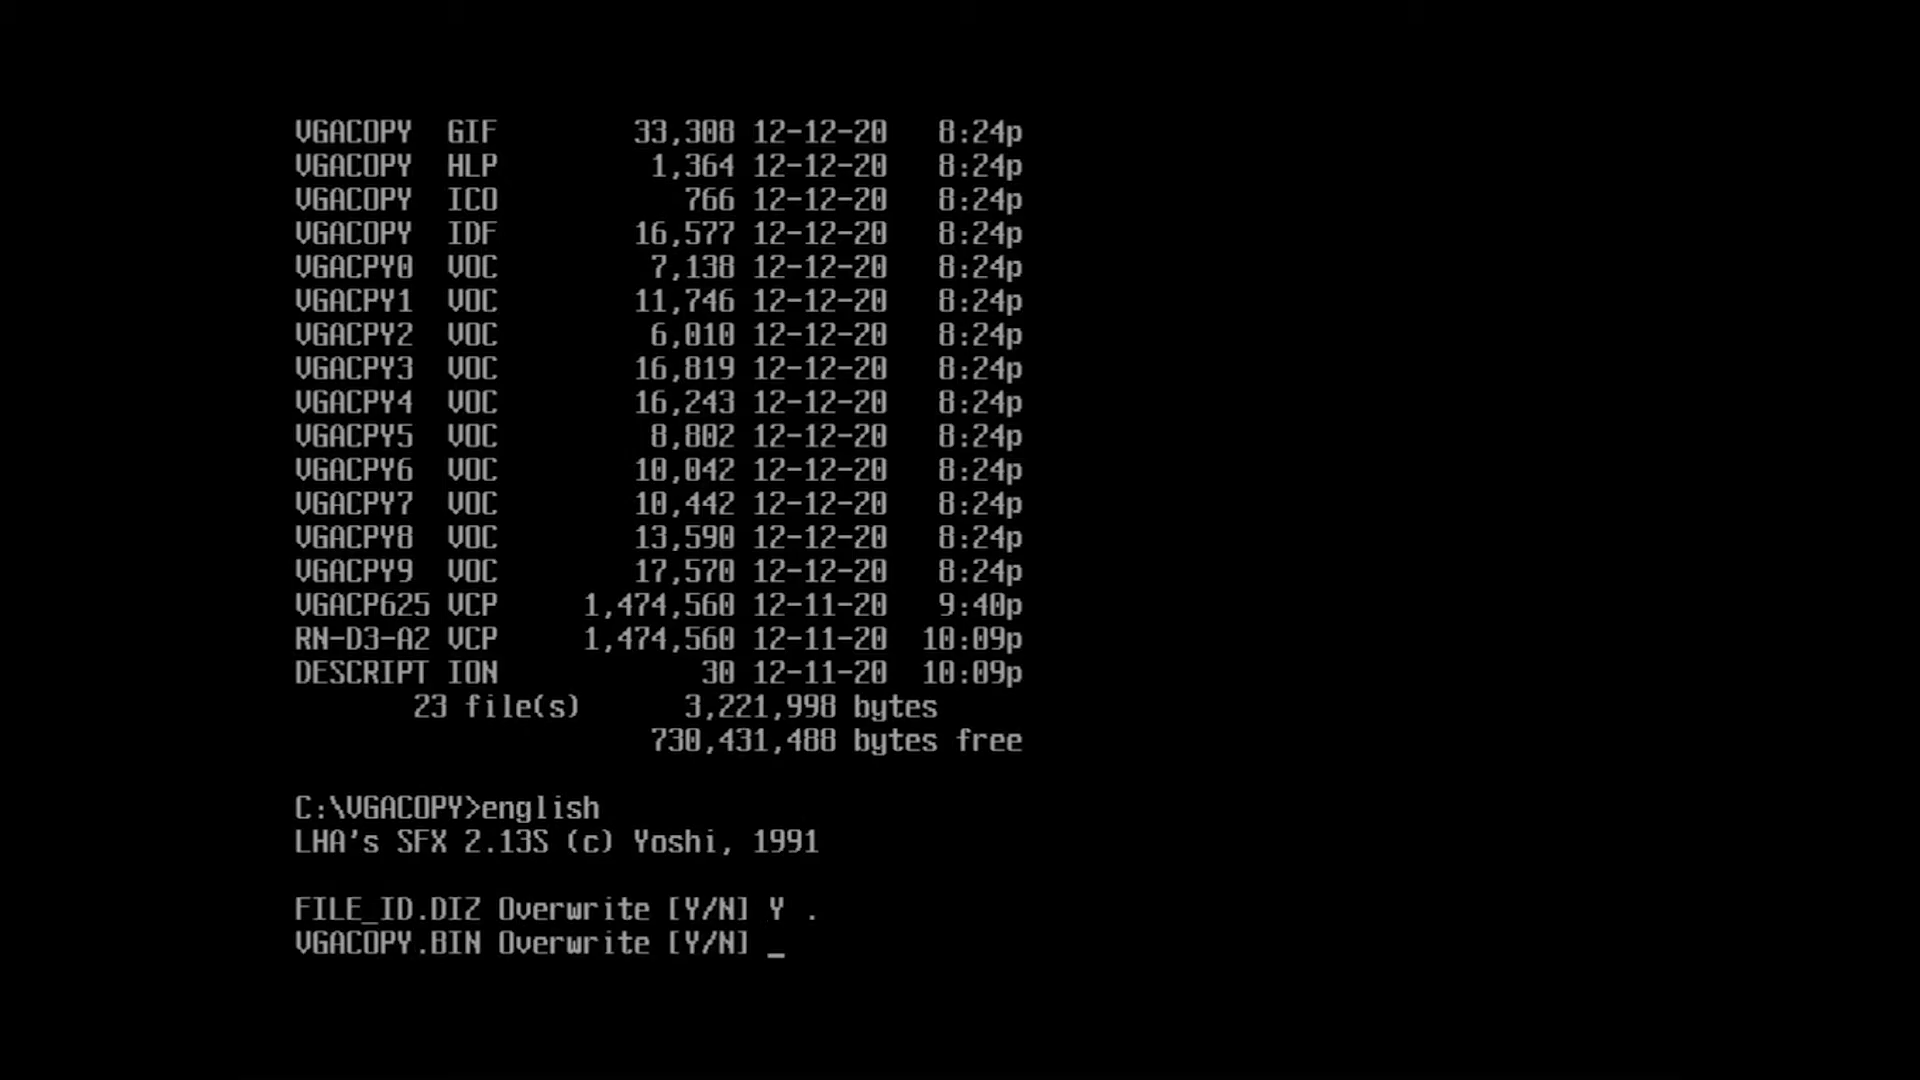 VGACOPY  GIF        33,308 12-12-20   8:24p
VGACOPY  HLP         1,364 12-12-20   8:24p
VGACOPY  ICO           766 12-12-20   8:24p
VGACOPY  IDF        16,577 12-12-20   8:24p
VGACPY0  VOC         7,138 12-12-20   8:24p
VGACPY1  VOC        11,746 12-12-20   8:24p
VGACPY2  VOC         6,010 12-12-20   8:24p
VGACPY3  VOC        16,819 12-12-20   8:24p
VGACPY4  VOC        16,243 12-12-20   8:24p
VGACPY5  VOC         8,802 12-12-20   8:24p
VGACPY6  VOC        10,042 12-12-20   8:24p
VGACPY7  VOC        10,442 12-12-20   8:24p
VGACPY8  VOC        13,590 12-12-20   8:24p
VGACPY9  VOC        17,570 12-12-20   8:24p
VGACP625 VCP     1,474,560 12-11-20   9:40p
RN-D3-A2 VCP     1,474,560 12-11-20  10:09p
DESCRIPT ION            30 12-11-20  10:09p
       23 file(s)      3,221,998 bytes
                     730,431,488 bytes free
C:\VGACOPY>english
LHA's SFX 2.13S (c) Yoshi, 1991
FILE_ID.DIZ Overwrite [Y/N] Y .
VGACOPY.BIN Overwrite [Y/N] _